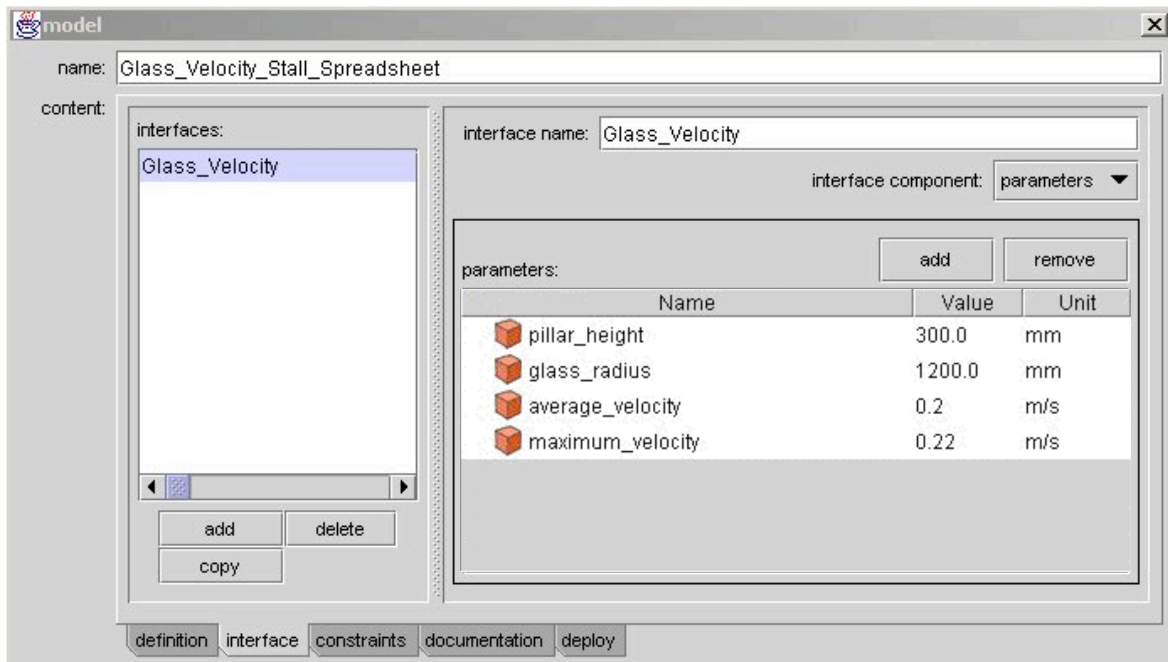 model
name: Glass_Velocity_Stall_Spreadsheet
content:
interfaces:
Glass_Velocity
add delete
copy
interface name: Glass_Velocity
interface component: parameters
parameters: add remove
Name Value Unit
pillar_height 300.0 mm
glass_radius 1200.0 mm
average_velocity 0.2 m/s
maximum_velocity 0.22 m/s
definition interface constraints documentation deploy